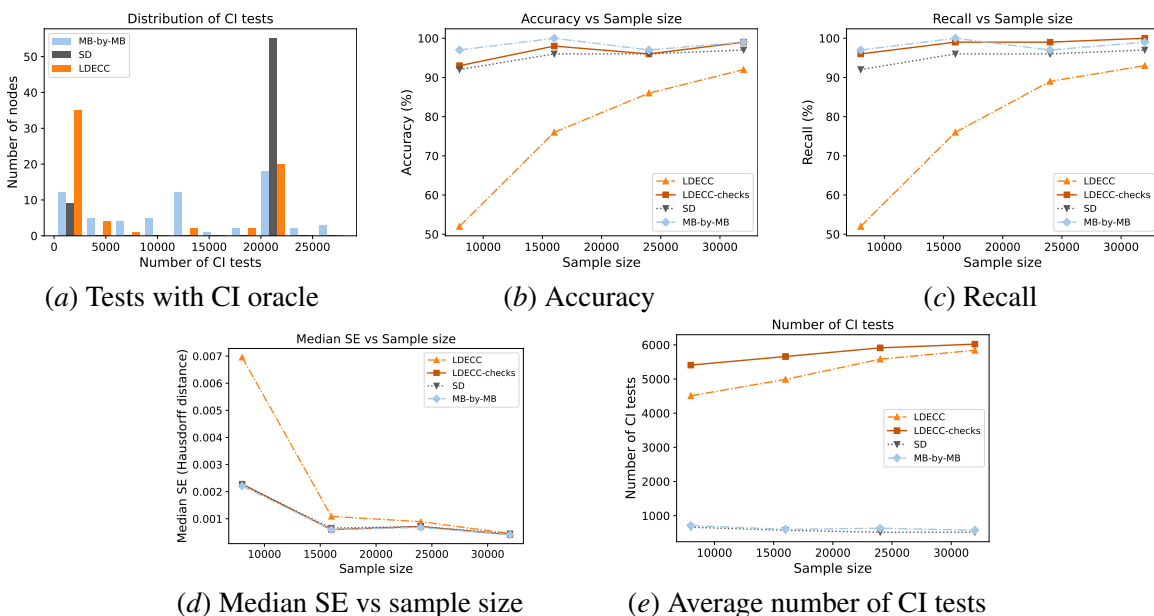 Distribution of CI tests
MB-by-MB
SD
LDECC
Number of nodes
50
40
30
20
10
0
0
5000
10000
15000
20000
25000
Number of CI tests
(a) Tests with CI oracle
Accuracy vs Sample size
Accuracy (%)
100
90
80
70
60
50
LDECC
LDECC-checks
SD
MB-by-MB
10000
15000
20000
25000
30000
Sample size
(b) Accuracy
Recall vs Sample size
Recall (%)
100
90
80
70
60
50
LDECC
LDECC-checks
SD
MB-by-MB
10000
15000
20000
25000
30000
Sample size
(c) Recall
Median SE vs Sample size
Median SE (Hausdorff distance)
0.007
0.006
0.005
0.004
0.003
0.002
0.001
LDECC
LDECC-checks
SD
MB-by-MB
10000
15000
20000
25000
30000
Sample size
(d) Median SE vs sample size
Number of CI tests
Number of CI tests
6000
5000
4000
3000
2000
1000
LDECC
LDECC-checks
SD
MB-by-MB
10000
15000
20000
25000
30000
Sample size
(e) Average number of CI tests